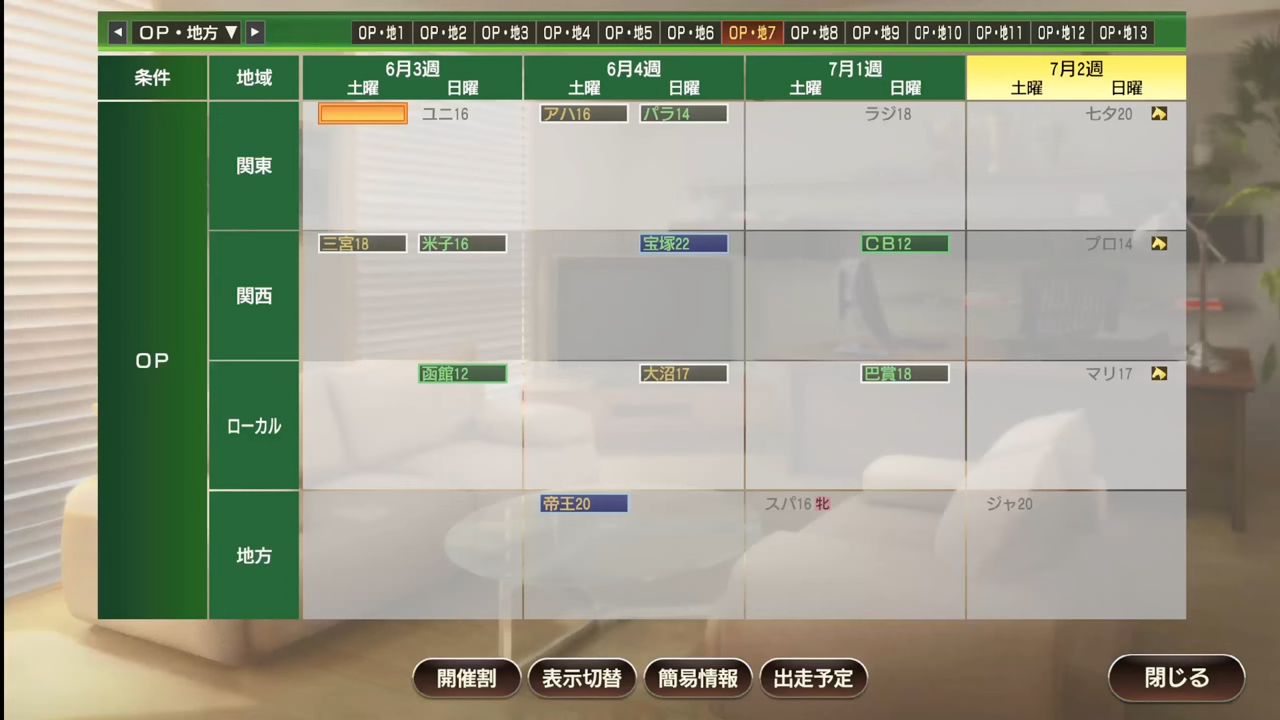 ◀ OP・地方▼ ▶ OP・地1 OP・地2 OP・地3 OP・地4 OP・地5 OP・地6 OP・地7 OP・地8 OP・地9 OP・地10 OP・地11 OP・地12 OP・地13
条件 地域 6月3週 6月4週 7月1週 7月2週
土曜 日曜 土曜 日曜 土曜 日曜 土曜 日曜
ユニ16 アハ16 パラ14 ラジ18 七夕20
関東
三宮18 米子16 宝塚22 CB12 プロ14
関西
OP
函館12 大沼17 巴賞18 マリ17
ローカル
帝王20 スパ16 牝 ジャ20
地方
開催割 表示切替 簡易情報 出走予定 閉じる